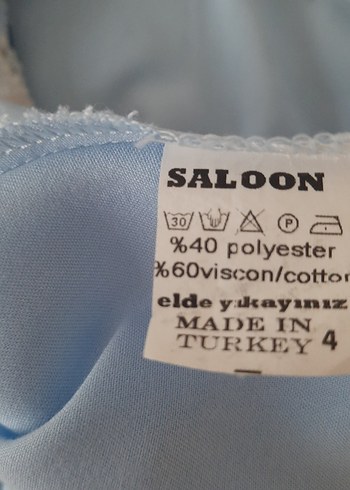 SALOON
30 P
%40 polyester
%60viscon/cotton
elde yıkayınız
MADE IN
TURKEY 4